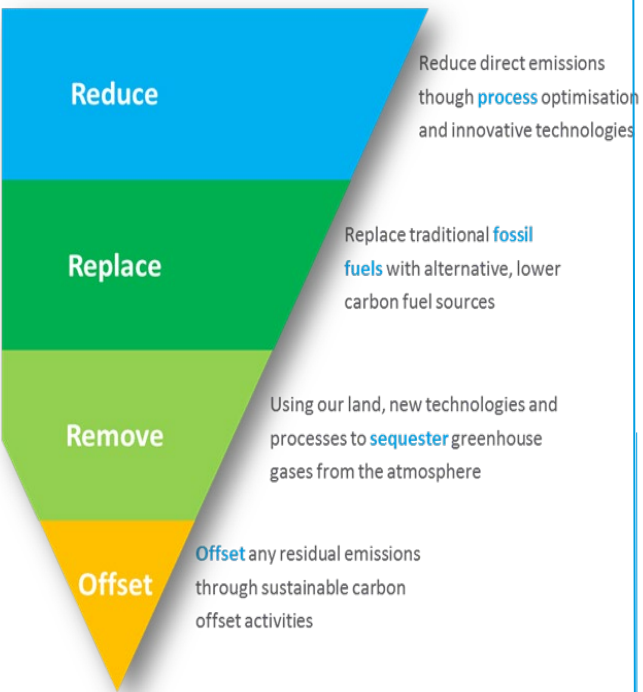 Reduce
Reduce direct emissions
though process optimisation
and innovative technologies
Replace
Replace traditional fossil
fuels with alternative, lower
carbon fuel sources
Remove
Using our land, new technologies and
processes to sequester greenhouse
gases from the atmosphere
Offset
Offset any residual emissions
through sustainable carbon
offset activities